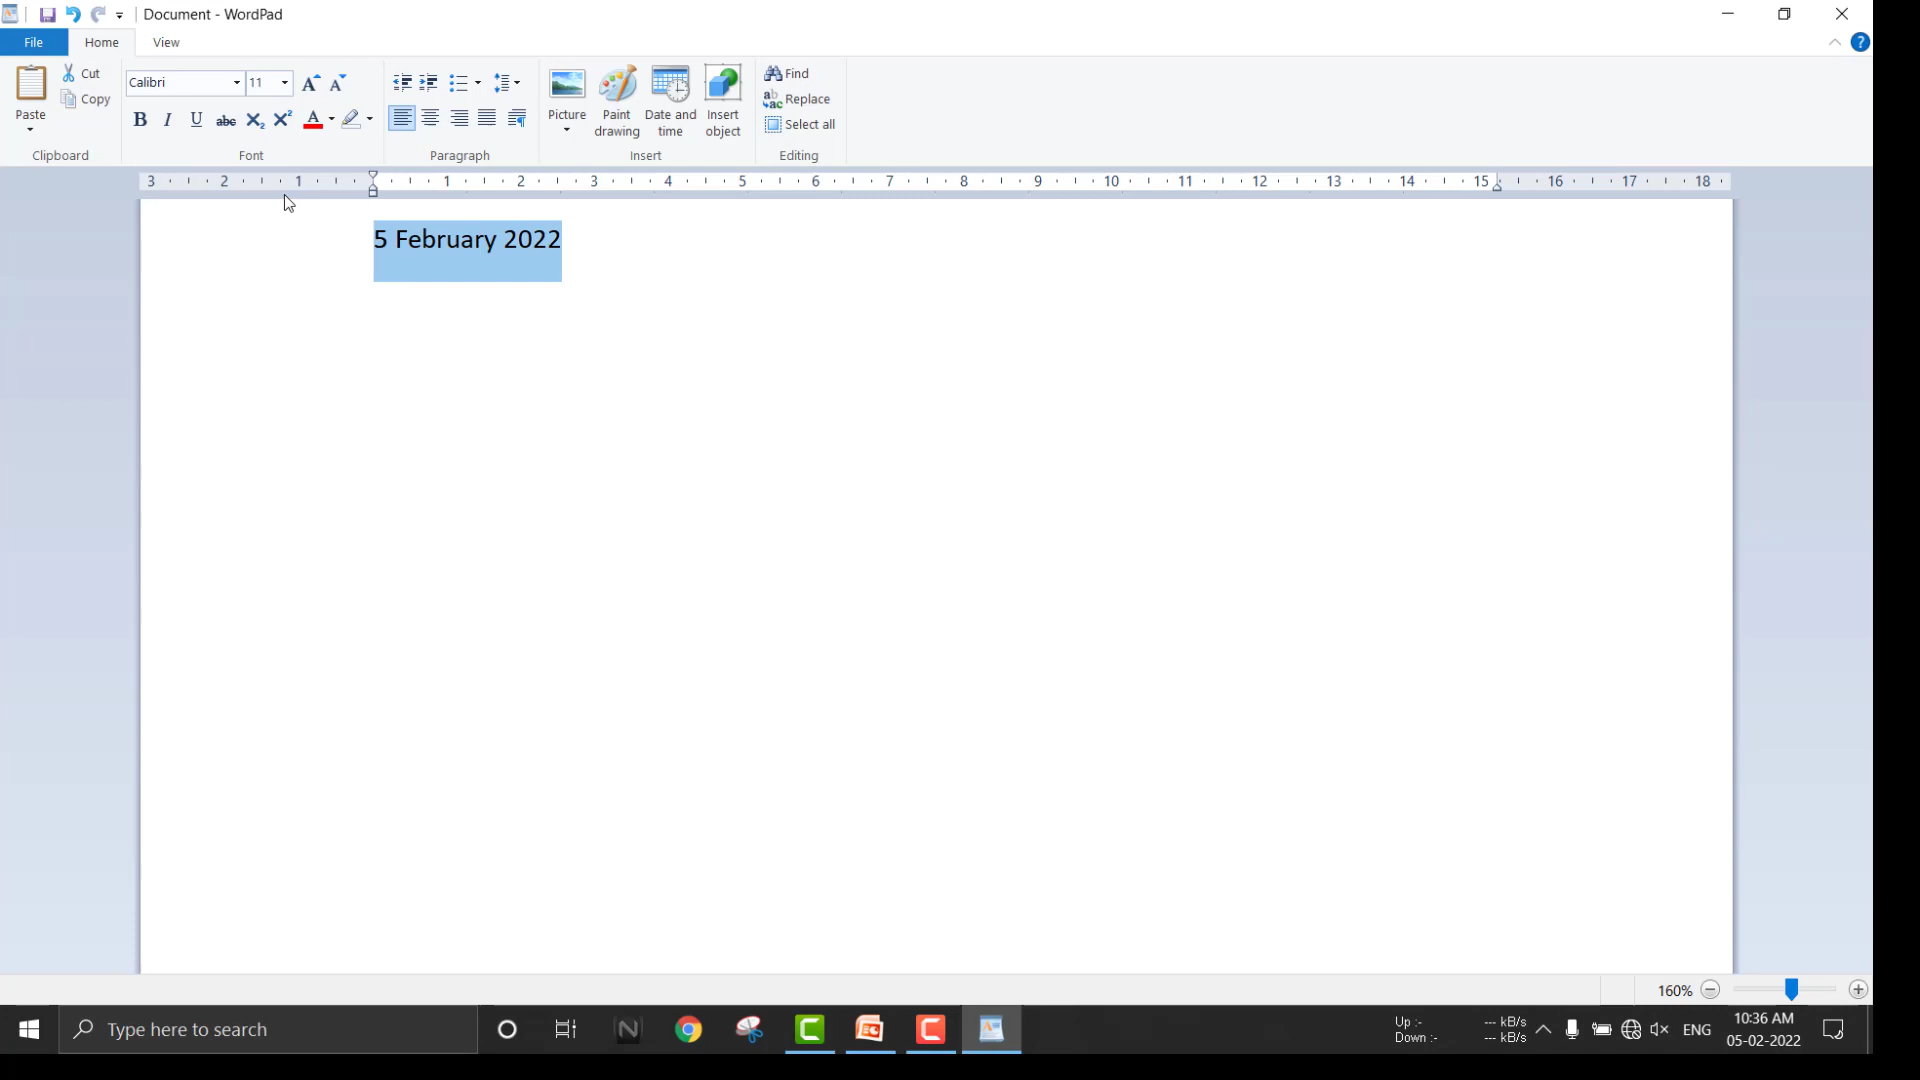 Document - WordPad
File Home View
Paste Cut Copy Clipboard
Calibri 11
B I U abc X₂ X² A
Font
Paragraph
Picture Paint drawing Date and time Insert object
Insert
Find
Replace
Select all
Editing
3 2 1 1 2 3 4 5 6 7 8 9 10 11 12 13 14 15 16 17 18
5 February 2022
160%
Type here to search
Up :- --- kB/s
Down :- --- kB/s
ENG
10:36 AM
05-02-2022